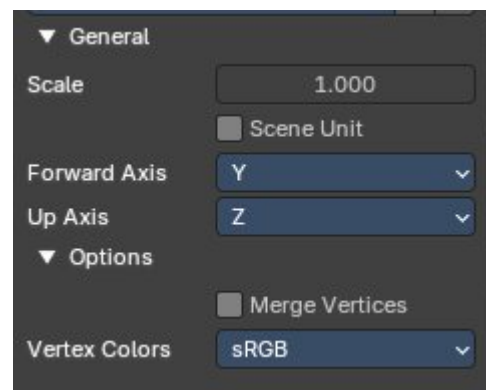 General
Scale 1.000
Scene Unit
Forward Axis Y
Up Axis Z
Options
Merge Vertices
Vertex Colors sRGB